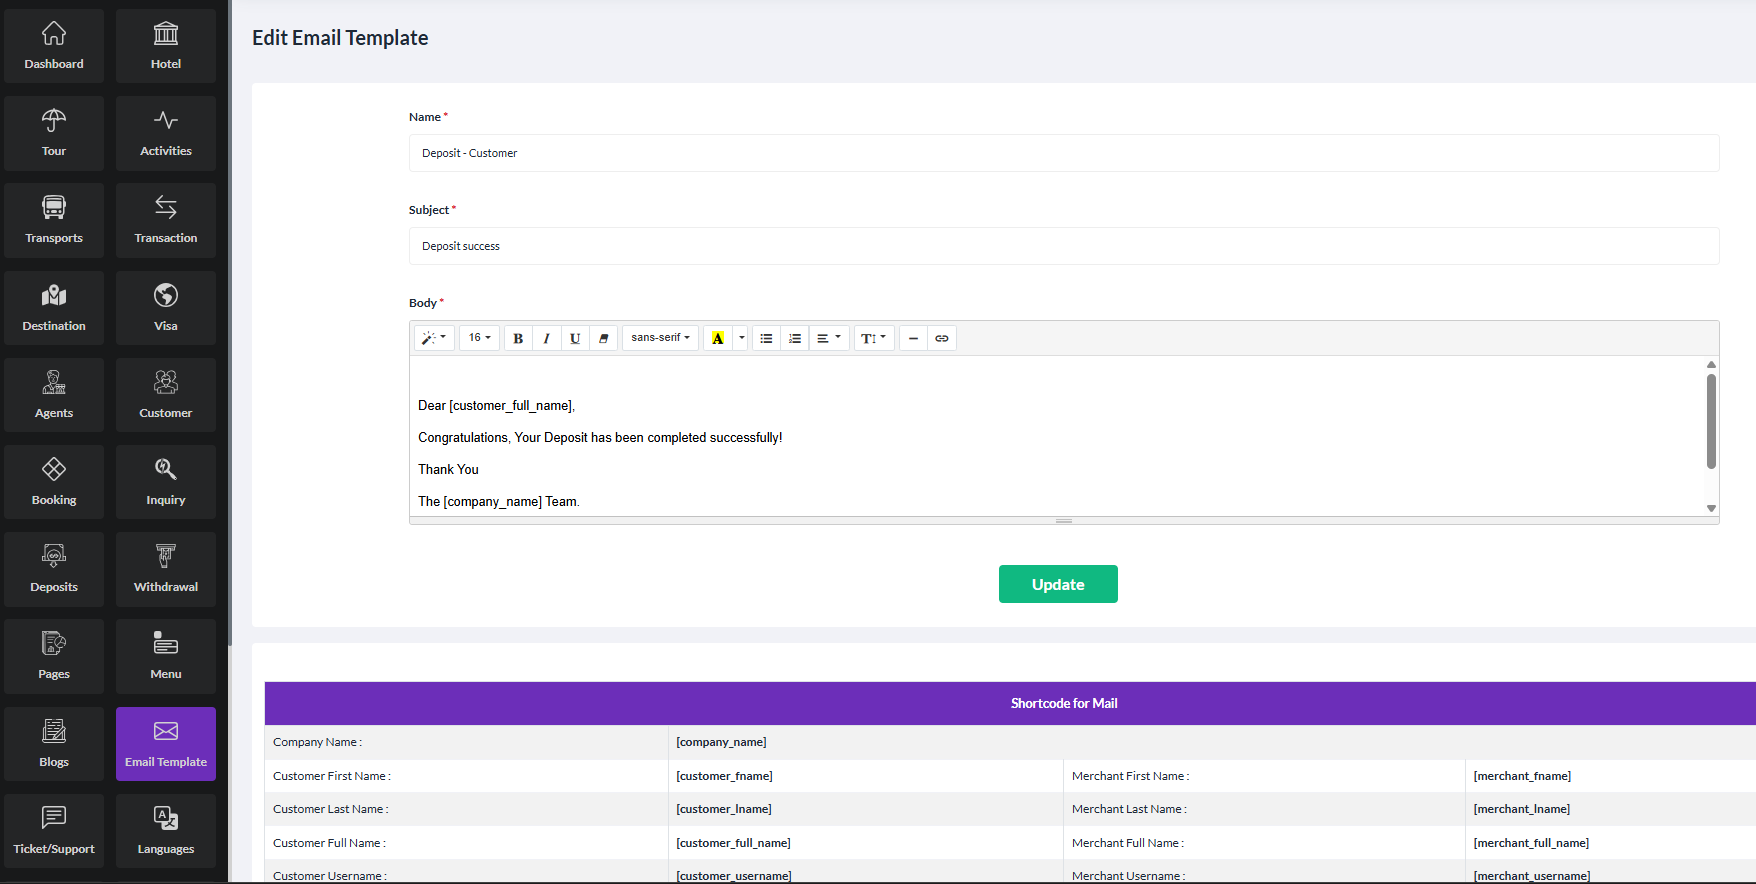 Dashboard
Hotel
Tour
Activities
Transports
Transaction
Destination
Visa
Agents
Customer
Booking
Inquiry
Deposits
Withdrawal
Pages
Menu
Blogs
Email Template
Ticket/Support
Languages
Edit Email Template
Name *
Deposit - Customer
Subject *
Deposit success
Body *
16 B I U sans-serif A T
Dear [customer_full_name],
Congratulations, Your Deposit has been completed successfully!
Thank You
The [company_name] Team.
Update
Shortcode for Mail
Company Name : [company_name]
Customer First Name : [customer_fname] Merchant First Name : [merchant_fname]
Customer Last Name : [customer_lname] Merchant Last Name : [merchant_lname]
Customer Full Name : [customer_full_name] Merchant Full Name : [merchant_full_name]
Customer Username : [customer_username] Merchant Username : [merchant_username]